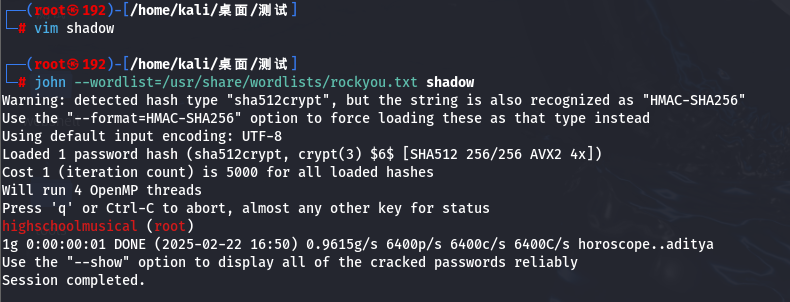 ┌──(root㉿192)-[/home/kali/桌面/测试]
└─# vim shadow
┌──(root㉿192)-[/home/kali/桌面/测试]
└─# john --wordlist=/usr/share/wordlists/rockyou.txt shadow
Warning: detected hash type "sha512crypt", but the string is also recognized as "HMAC-SHA256"
Use the "--format=HMAC-SHA256" option to force loading these as that type instead
Using default input encoding: UTF-8
Loaded 1 password hash (sha512crypt, crypt(3) $6$ [SHA512 256/256 AVX2 4x])
Cost 1 (iteration count) is 5000 for all loaded hashes
Will run 4 OpenMP threads
Press 'q' or Ctrl-C to abort, almost any other key for status
highschoolmusical (root)
1g 0:00:00:01 DONE (2025-02-22 16:50) 0.9615g/s 6400p/s 6400c/s 6400C/s horoscope..aditya
Use the "--show" option to display all of the cracked passwords reliably
Session completed.